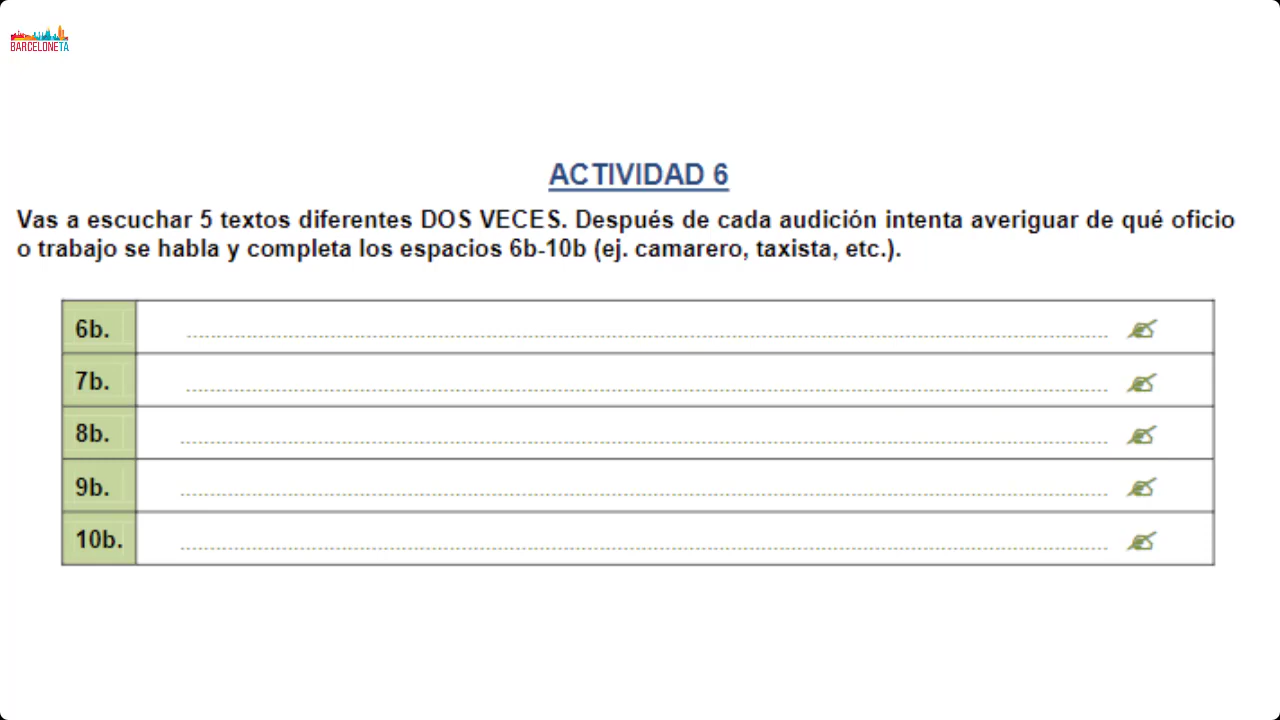 BARCELONETA
ACTIVIDAD 6
Vas a escuchar 5 textos diferentes DOS VECES. Después de cada audición intenta averiguar de qué oficio
o trabajo se habla y completa los espacios 6b-10b (ej. camarero, taxista, etc.).
6b.
7b.
8b.
9b.
10b.